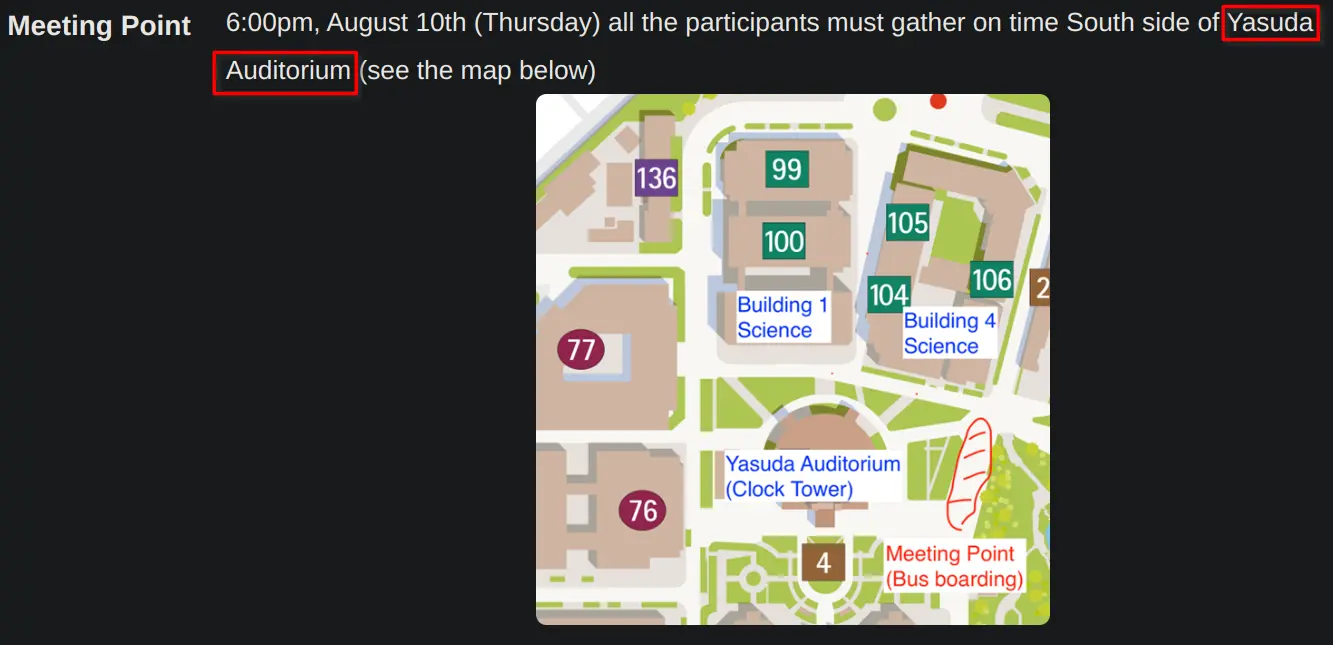 Meeting Point
6:00pm, August 10th (Thursday) all the participants must gather on time South side of Yasuda
Auditorium (see the map below)
136
99
100
105
106
104
2
Building 1
Science
Building 4
Science
77
Yasuda Auditorium
(Clock Tower)
76
4
Meeting Point
(Bus boarding)